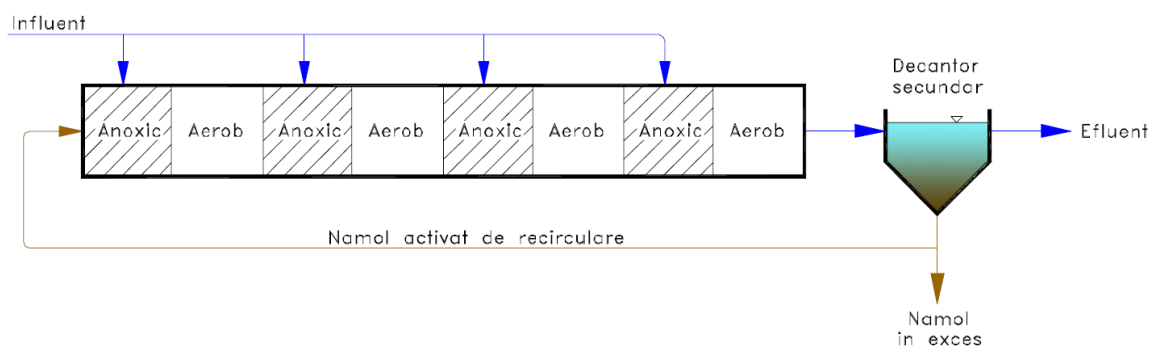 Influent
Decantor
secundar
Anoxic Aerob Anoxic Aerob Anoxic Aerob Anoxic Aerob
Efluent
Namol activat de recirculare
Namol
in exces